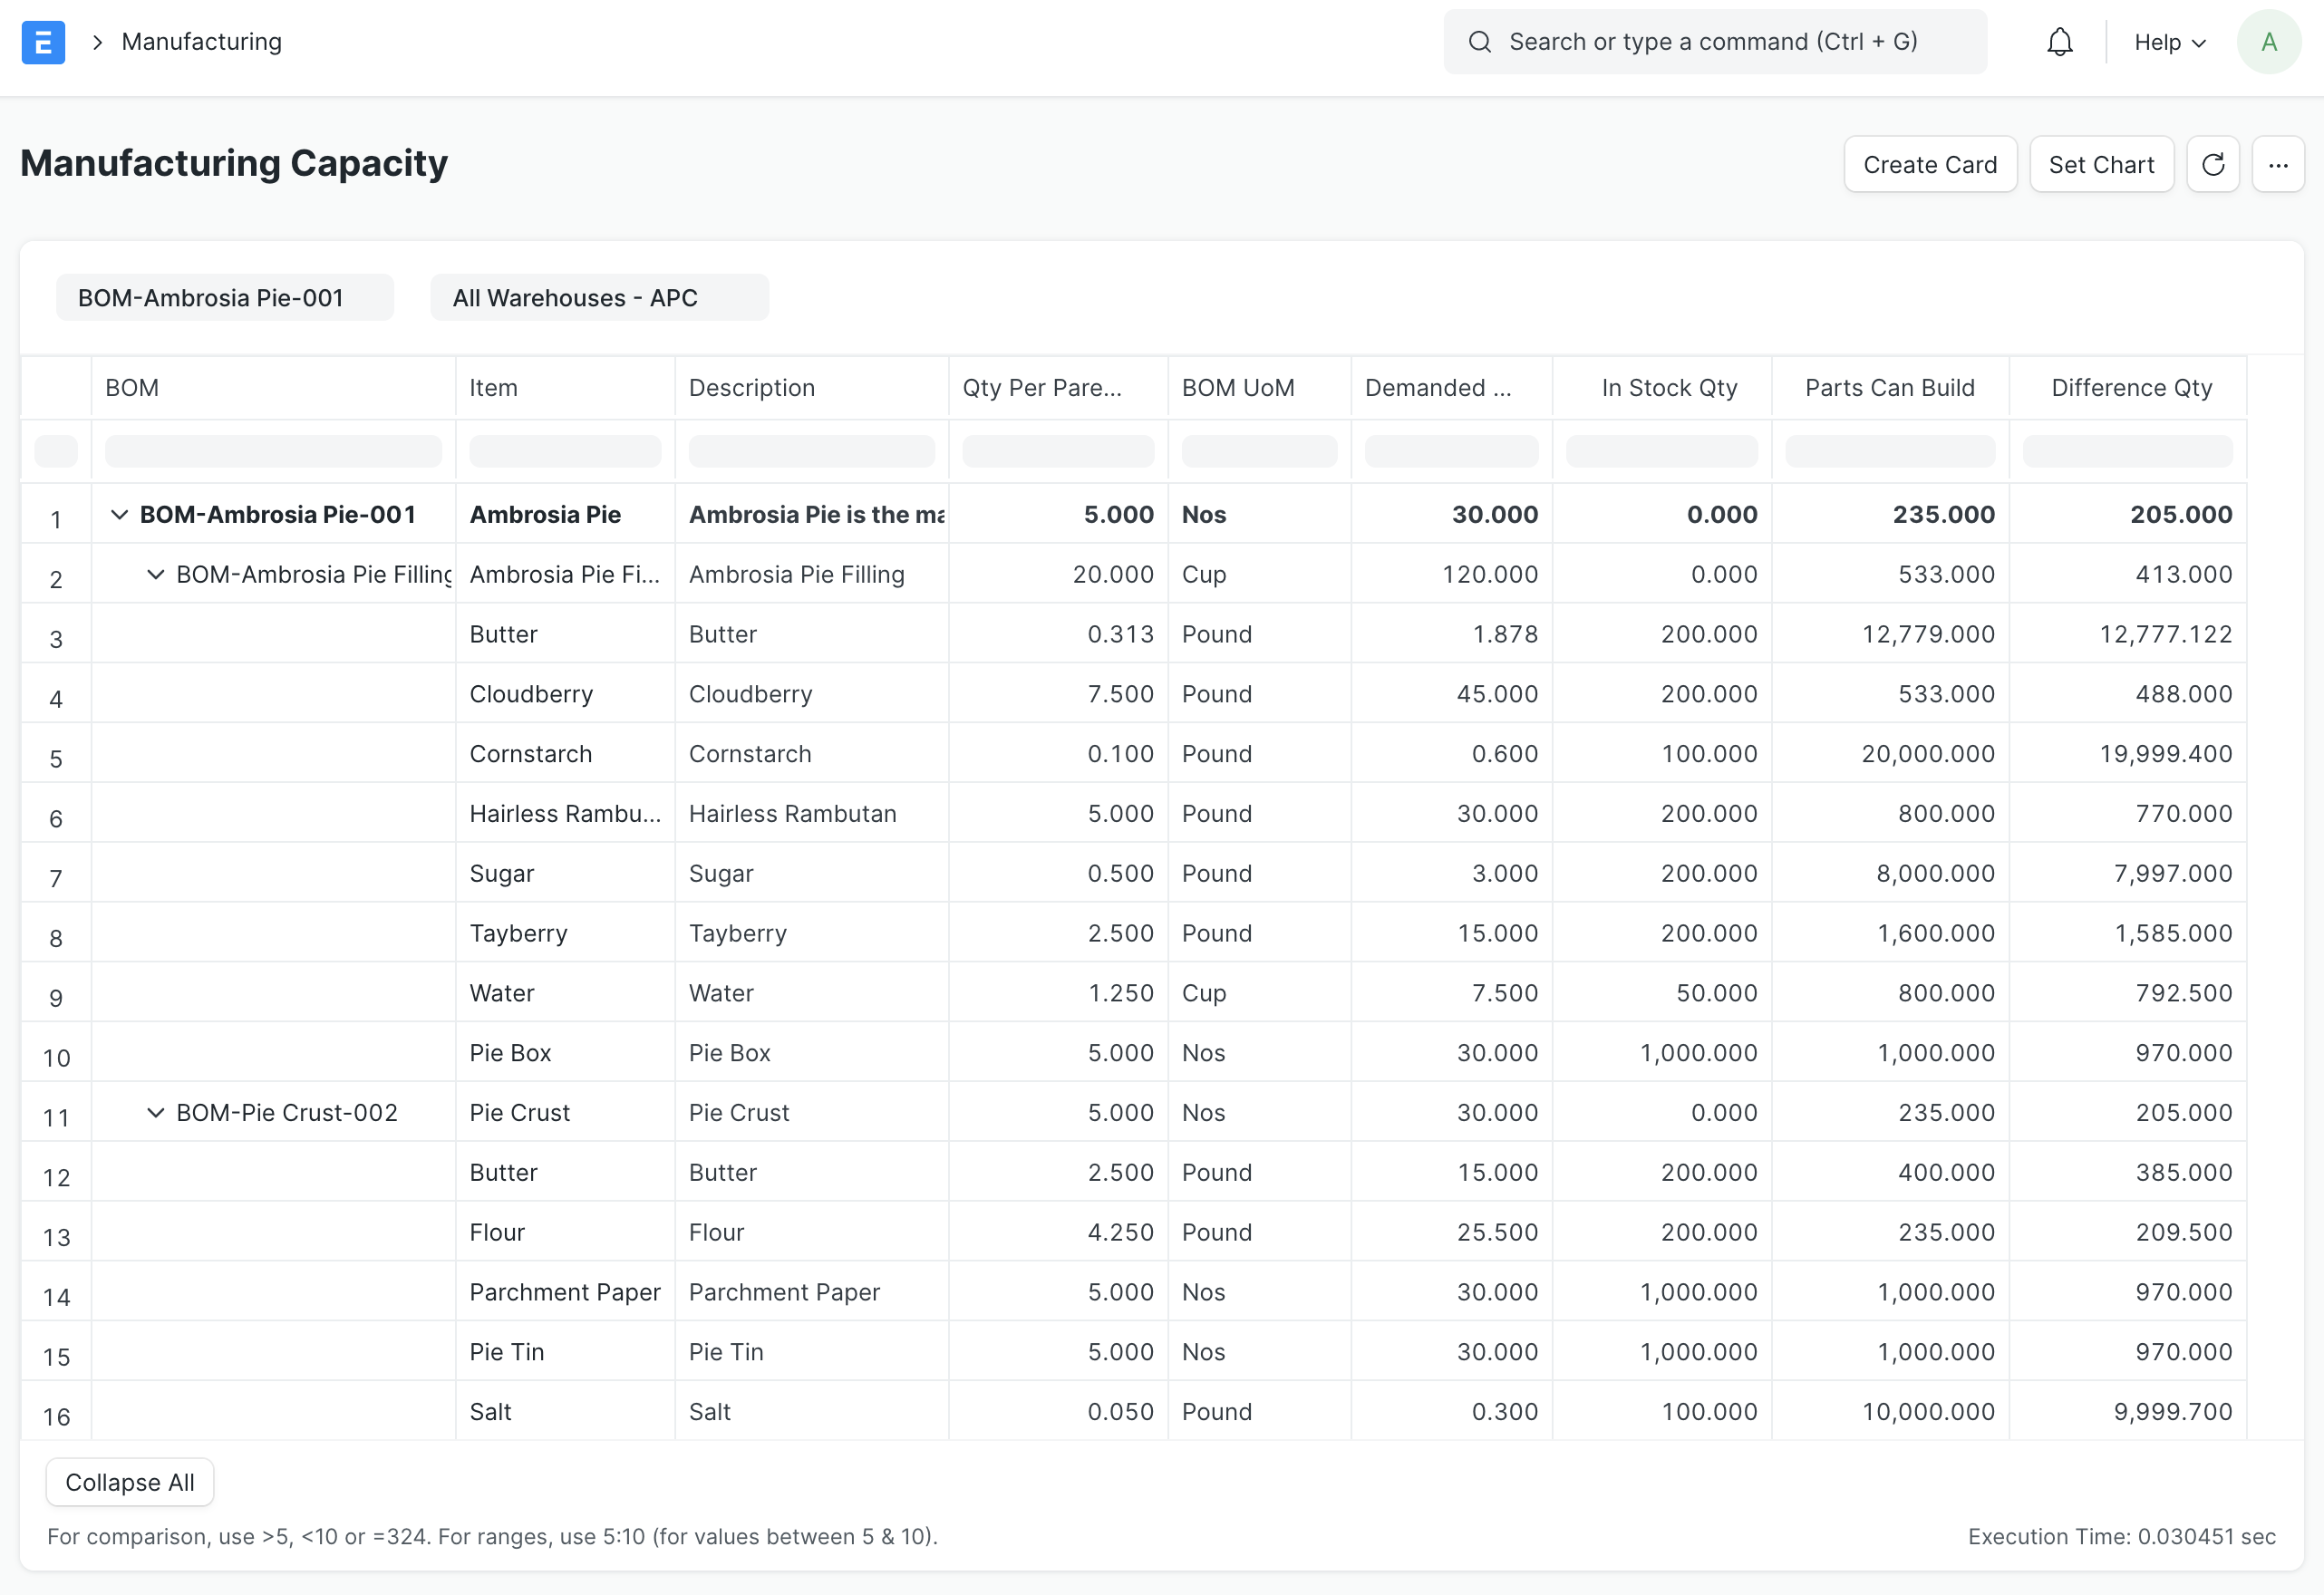 E > Manufacturing Search or type a command (Ctrl + G) Help A
Manufacturing Capacity Create Card Set Chart ...
BOM-Ambrosia Pie-001 All Warehouses - APC
BOM Item Description Qty Per Pare... BOM UoM Demanded ... In Stock Qty Parts Can Build Difference Qty
1 BOM-Ambrosia Pie-001 Ambrosia Pie Ambrosia Pie is the ma 5.000 Nos 30.000 0.000 235.000 205.000
2 BOM-Ambrosia Pie Filling Ambrosia Pie Fi... Ambrosia Pie Filling 20.000 Cup 120.000 0.000 533.000 413.000
3 Butter Butter 0.313 Pound 1.878 200.000 12,779.000 12,777.122
4 Cloudberry Cloudberry 7.500 Pound 45.000 200.000 533.000 488.000
5 Cornstarch Cornstarch 0.100 Pound 0.600 100.000 20,000.000 19,999.400
6 Hairless Rambu... Hairless Rambutan 5.000 Pound 30.000 200.000 800.000 770.000
7 Sugar Sugar 0.500 Pound 3.000 200.000 8,000.000 7,997.000
8 Tayberry Tayberry 2.500 Pound 15.000 200.000 1,600.000 1,585.000
9 Water Water 1.250 Cup 7.500 50.000 800.000 792.500
10 Pie Box Pie Box 5.000 Nos 30.000 1,000.000 1,000.000 970.000
11 BOM-Pie Crust-002 Pie Crust Pie Crust 5.000 Nos 30.000 0.000 235.000 205.000
12 Butter Butter 2.500 Pound 15.000 200.000 400.000 385.000
13 Flour Flour 4.250 Pound 25.500 200.000 235.000 209.500
14 Parchment Paper Parchment Paper 5.000 Nos 30.000 1,000.000 1,000.000 970.000
15 Pie Tin Pie Tin 5.000 Nos 30.000 1,000.000 1,000.000 970.000
16 Salt Salt 0.050 Pound 0.300 100.000 10,000.000 9,999.700
Collapse All
For comparison, use >5, <10 or =324. For ranges, use 5:10 (for values between 5 & 10). Execution Time: 0.030451 sec